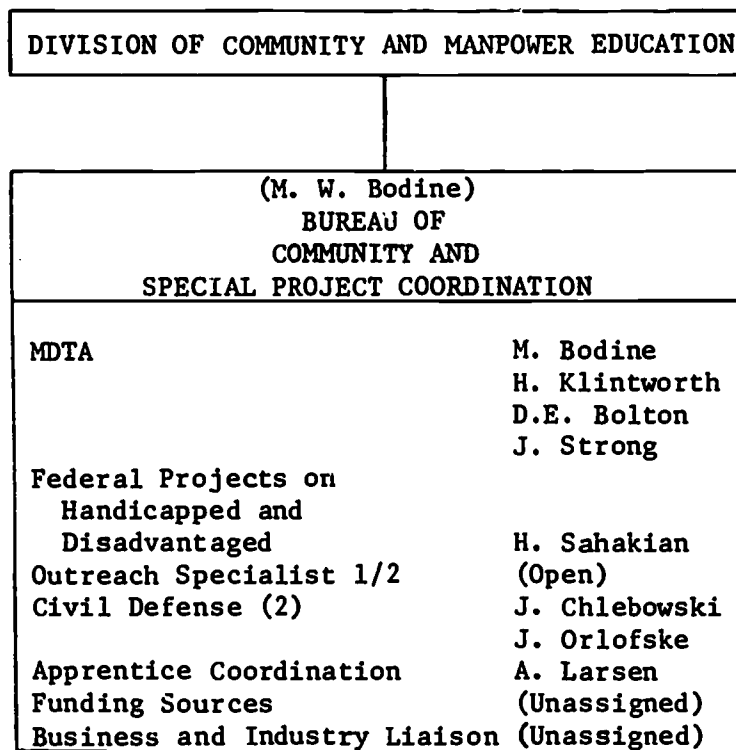 DIVISION OF COMMUNITY AND MANPOWER EDUCATION
(M. W. Bodine)
BUREAU OF
COMMUNITY AND
SPECIAL PROJECT COORDINATION
MDTA M. Bodine
H. Klintworth
D.E. Bolton
J. Strong
Federal Projects on
Handicapped and
Disadvantaged H. Sahakian
Outreach Specialist 1/2 (Open)
Civil Defense (2) J. Chlebowski
J. Orlofske
Apprentice Coordination A. Larsen
Funding Sources (Unassigned)
Business and Industry Liaison (Unassigned)